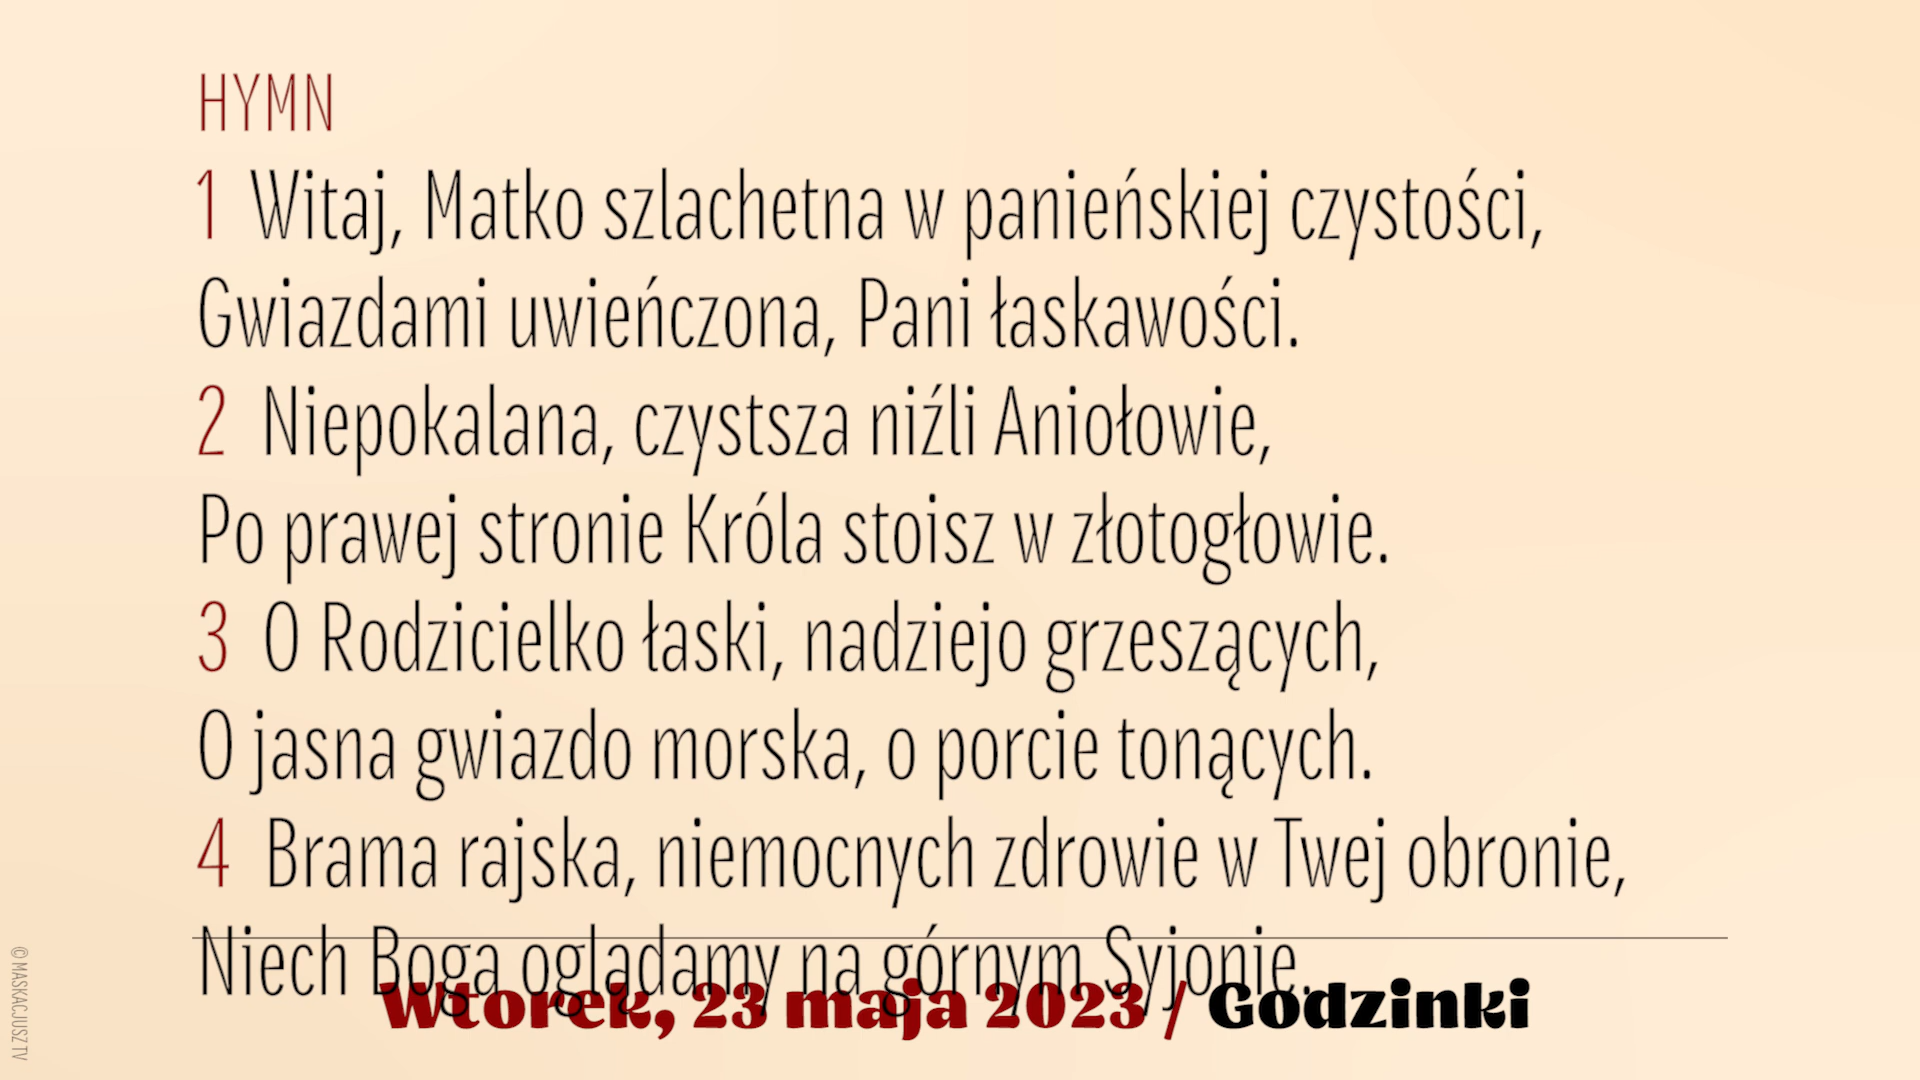 HYMN
1 Witaj, Matko szlachetna w panieńskiej czystości,
Gwiazdami uwieńczona, Pani łaskawości.
2 Niepokalana, czystsza niźli Aniołowie,
Po prawej stronie Króla stoisz w złotogłowie.
3 O Rodzicielko łaski, nadziejo grzeszących,
O jasna gwiazdo morska, o porcie tonących.
4 Brama rajska, niemocnych zdrowie w Twej obronie,
Niech Boga oglądamy na górnym Syjonie.
Wtorek, 23 maja 2023 / Godzinki
© MASKACJUSZ TV